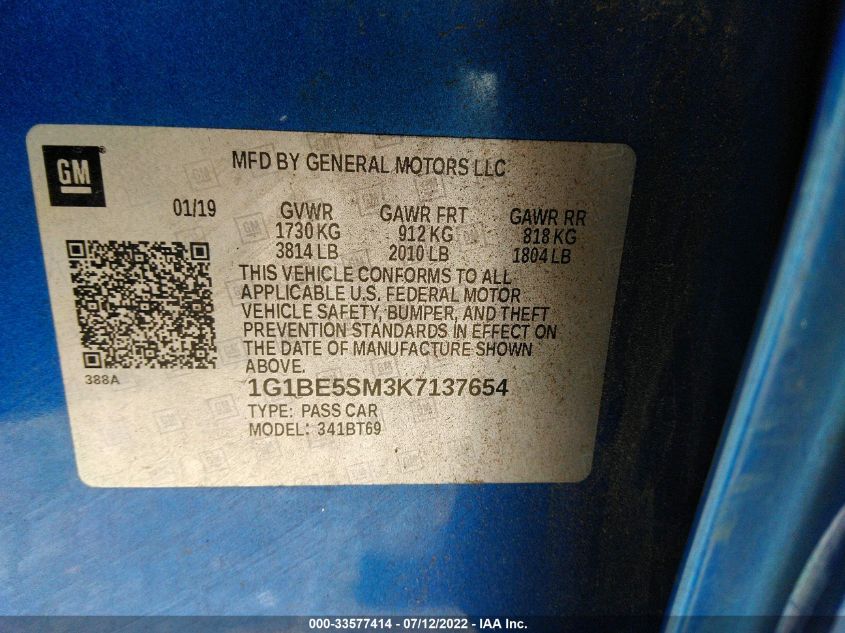 GM
MFD BY GENERAL MOTORS LLC
01/19 GVWR GAWR FRT GAWR RR
1730 KG 912 KG 818 KG
3814 LB 2010 LB 1804 LB
THIS VEHICLE CONFORMS TO ALL
APPLICABLE U.S. FEDERAL MOTOR
VEHICLE SAFETY, BUMPER, AND THEFT
PREVENTION STANDARDS IN EFFECT ON
THE DATE OF MANUFACTURE SHOWN
ABOVE.
388A
1G1BE5SM3K7137654
TYPE: PASS CAR
MODEL: 341BT69
000-33577414 - 07/12/2022 - IAA Inc.